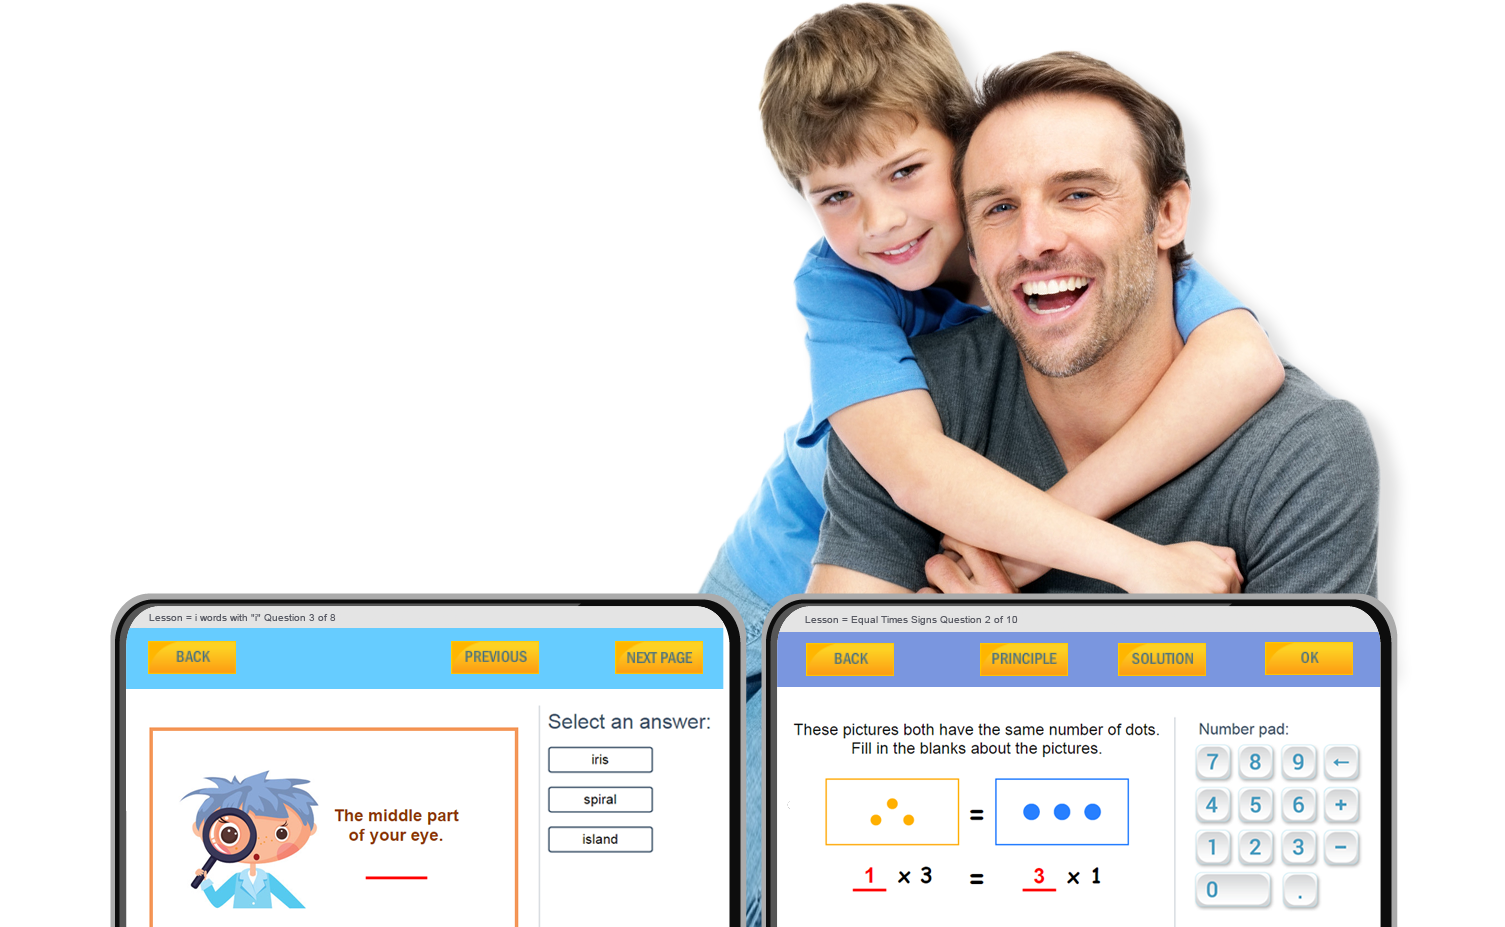 Lesson = i words with "i" Question 3 of 8
BACK
PREVIOUS
NEXT PAGE
Select an answer:
iris
spiral
island
The middle part
of your eye.
Lesson = Equal Times Signs Question 2 of 10
BACK
PRINCIPLE
SOLUTION
OK
These pictures both have the same number of dots.
Fill in the blanks about the pictures.
=
1 × 3 = 3 × 1
Number pad:
7 8 9 ←
4 5 6 +
1 2 3 −
0 .